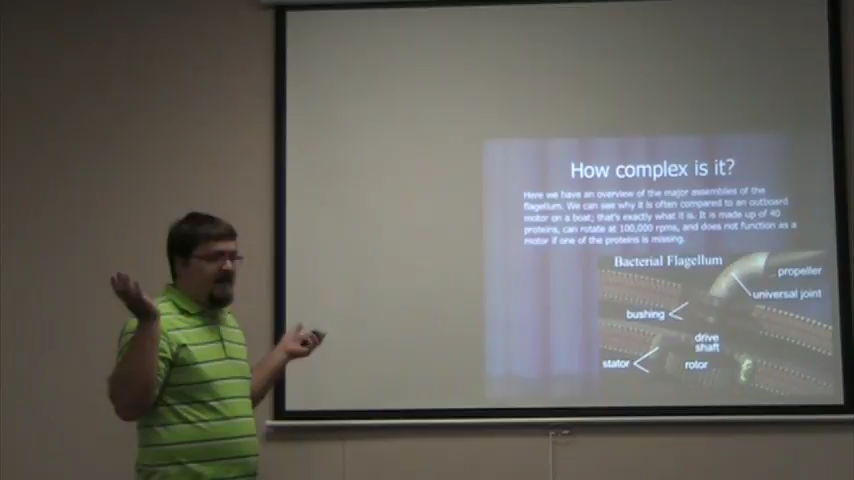 How complex is it?
Here we have an overview of the major assemblies of the
flagellum. We can see why it is often compared to an outboard
motor on a boat; that's exactly what it is. It is made up of 40
proteins, can rotate at 100,000 rpms, and does not function as a
motor if one of the proteins is missing.
Bacterial Flagellum
propeller
universal joint
bushing
drive
shaft
stator
rotor